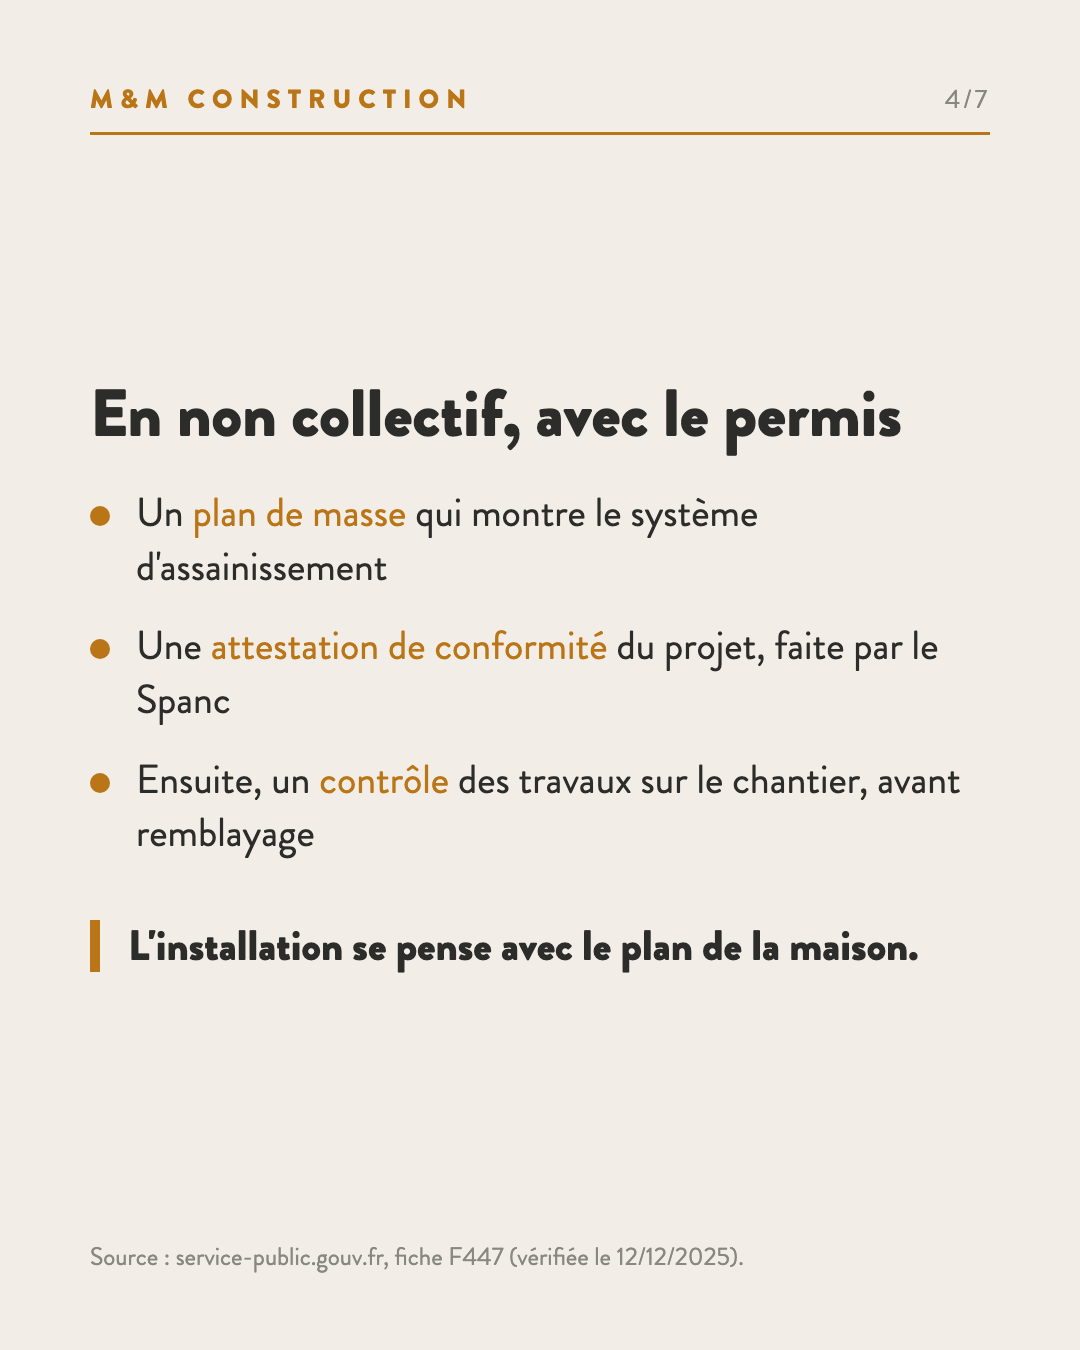 M&M CONSTRUCTION
4/7
En non collectif, avec le permis
Un plan de masse qui montre le système
d'assainissement
Une attestation de conformité du projet, faite par le
Spanc
Ensuite, un contrôle des travaux sur le chantier, avant
remblayage
L'installation se pense avec le plan de la maison.
Source : service-public.gouv.fr, fiche F447 (vérifiée le 12/12/2025).